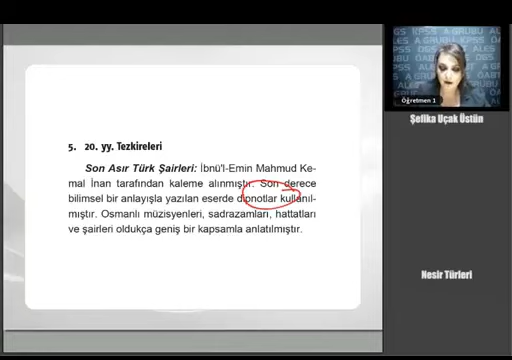 5. 20. yy. Tezkireleri
Son Asır Türk Şairleri: İbnü'l-Emin Mahmud Ke-
mal İnan tarafından kaleme alınmıştır. Son derece
bilimsel bir anlayışla yazılan eserde dipnotlar kullanıl-
mıştır. Osmanlı müzisyenleri, sadrazamları, hattatları
ve şairleri oldukça geniş bir kapsamla anlatılmıştır.
Öğretmen 1
Şefika Uçak Üstün
Nesir Türleri